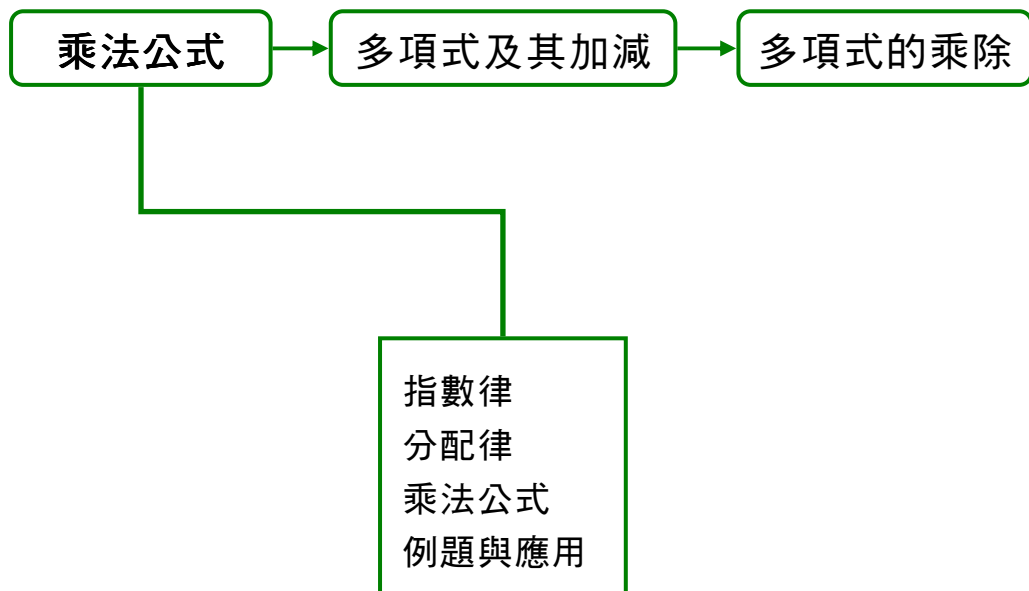 乘法公式
多項式及其加減
多項式的乘除
指數律
分配律
乘法公式
例題與應用